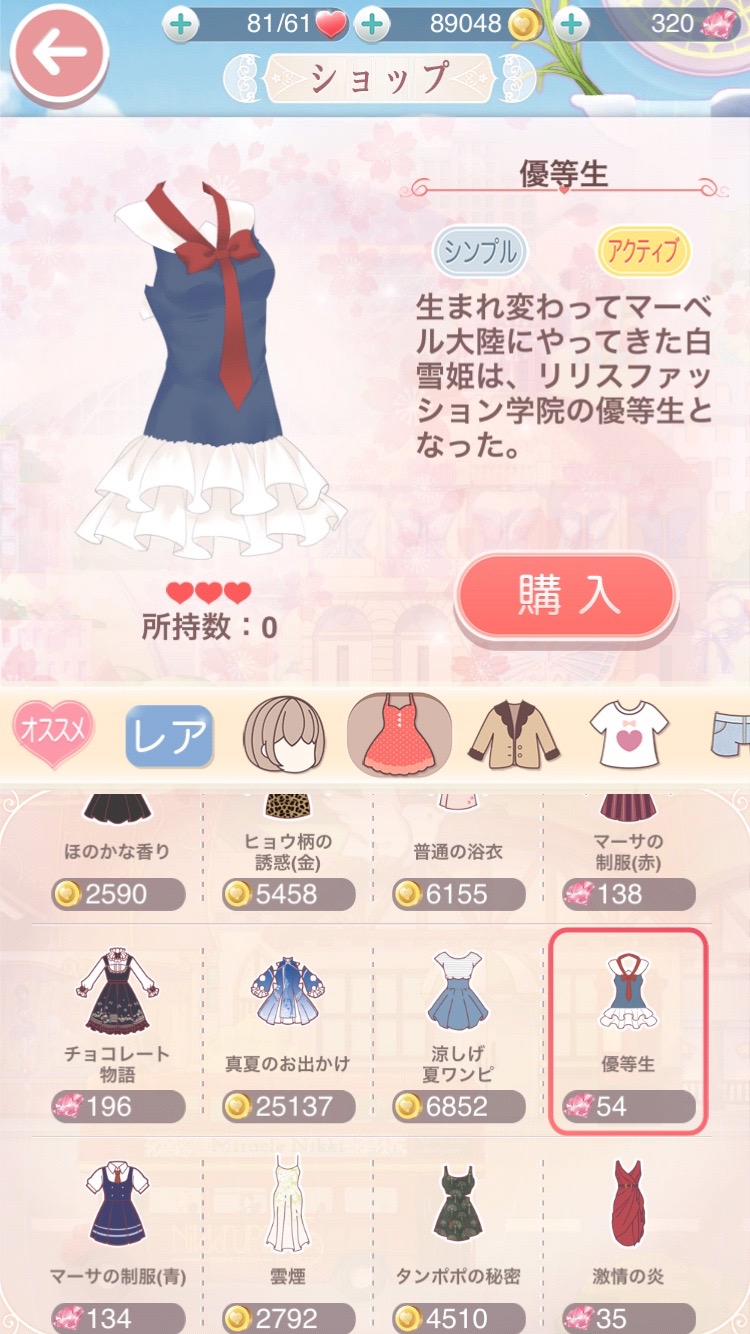 81/61
89048
320
ショップ
優等生
シンプル
アクティブ
生まれ変わってマーベ
ル大陸にやってきた白
雪姫は、リリスファッ
ション学院の優等生と
なった。
所持数：0
購入
オススメ
レア
ほのかな香り
ヒョウ柄の
誘惑(金)
普通の浴衣
マーサの
制服(赤)
2590
5458
6155
138
チョコレート
物語
真夏のお出かけ
涼しげ
夏ワンピ
優等生
196
25137
6852
54
マーサの制服(青)
雲煙
タンポポの秘密
激情の炎
134
2792
4510
35